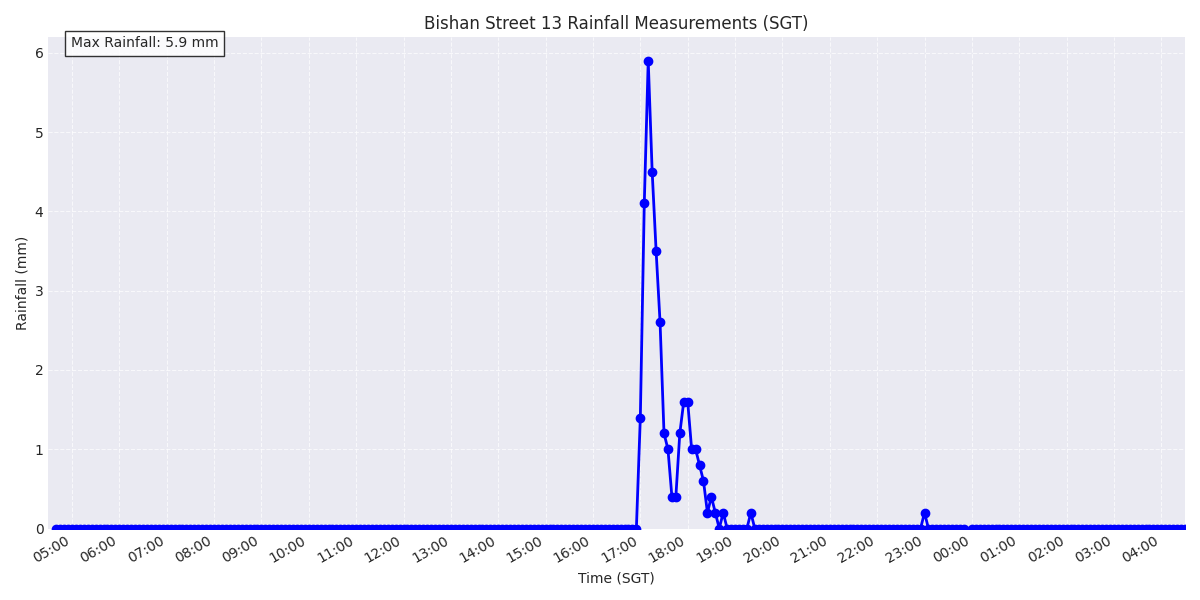 Bishan Street 13 Rainfall Measurements (SGT)
Max Rainfall: 5.9 mm
6
5
4
3
2
1
0
Rainfall (mm)
05:00 06:00 07:00 08:00 09:00 10:00 11:00 12:00 13:00 14:00 15:00 16:00 17:00 18:00 19:00 20:00 21:00 22:00 23:00 00:00 01:00 02:00 03:00 04:00
Time (SGT)